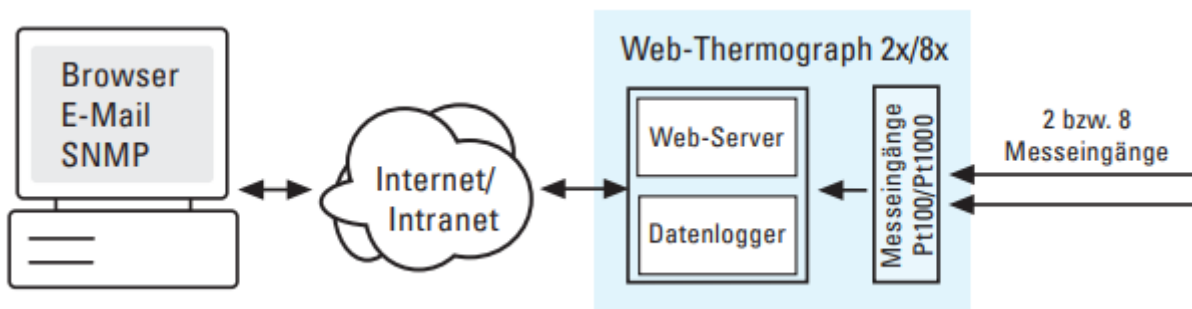 Browser
E-Mail
SNMP
Internet/
Intranet
Web-Thermograph 2x/8x
Web-Server
Datenlogger
Messeingänge
Pt100/Pt1000
2 bzw. 8
Messeingänge